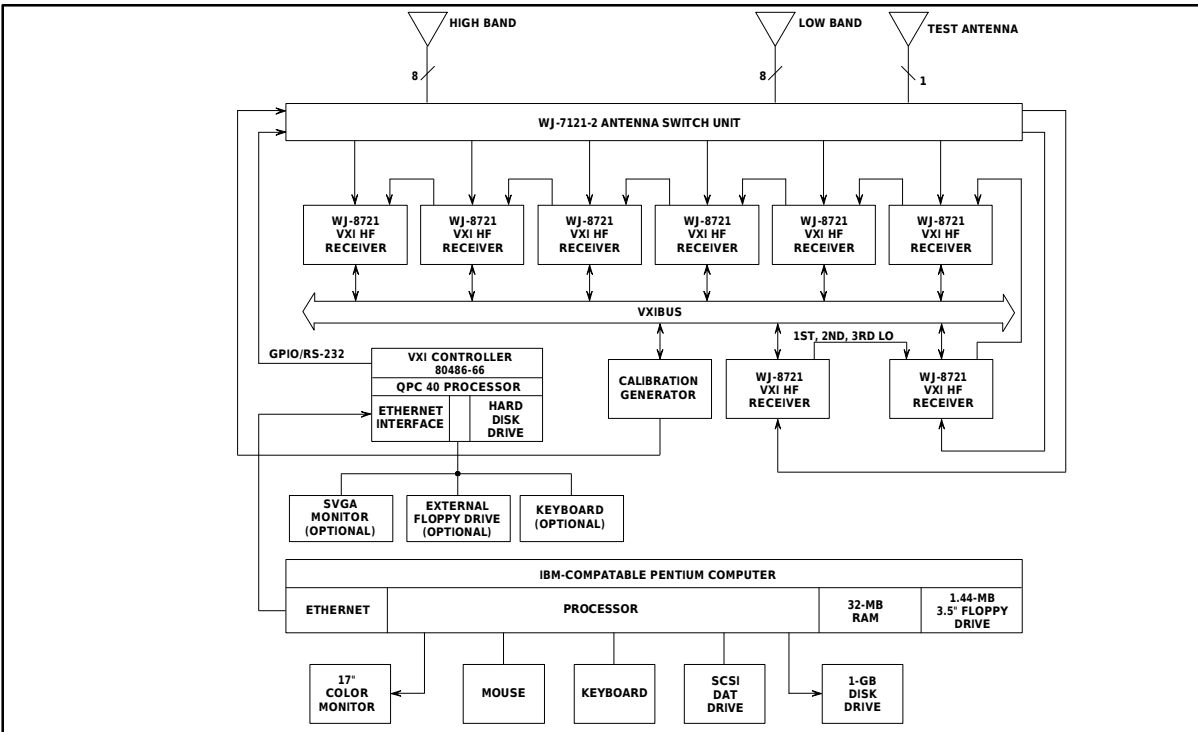 HIGH BAND
LOW BAND
TEST ANTENNA
8
8
1
WJ-7121-2 ANTENNA SWITCH UNIT
WJ-8721
VXI HF
RECEIVER
WJ-8721
VXI HF
RECEIVER
WJ-8721
VXI HF
RECEIVER
WJ-8721
VXI HF
RECEIVER
WJ-8721
VXI HF
RECEIVER
WJ-8721
VXI HF
RECEIVER
VXIBUS
GPIO/RS-232
VXI CONTROLLER
80486-66
QPC 40 PROCESSOR
ETHERNET
INTERFACE
HARD
DISK
DRIVE
CALIBRATION
GENERATOR
1ST, 2ND, 3RD LO
WJ-8721
VXI HF
RECEIVER
WJ-8721
VXI HF
RECEIVER
SVGA
MONITOR
(OPTIONAL)
EXTERNAL
FLOPPY DRIVE
(OPTIONAL)
KEYBOARD
(OPTIONAL)
IBM-COMPATABLE PENTIUM COMPUTER
ETHERNET
PROCESSOR
32-MB
RAM
1.44-MB
3.5" FLOPPY
DRIVE
17"
COLOR
MONITOR
MOUSE
KEYBOARD
SCSI
DAT
DRIVE
1-GB
DISK
DRIVE